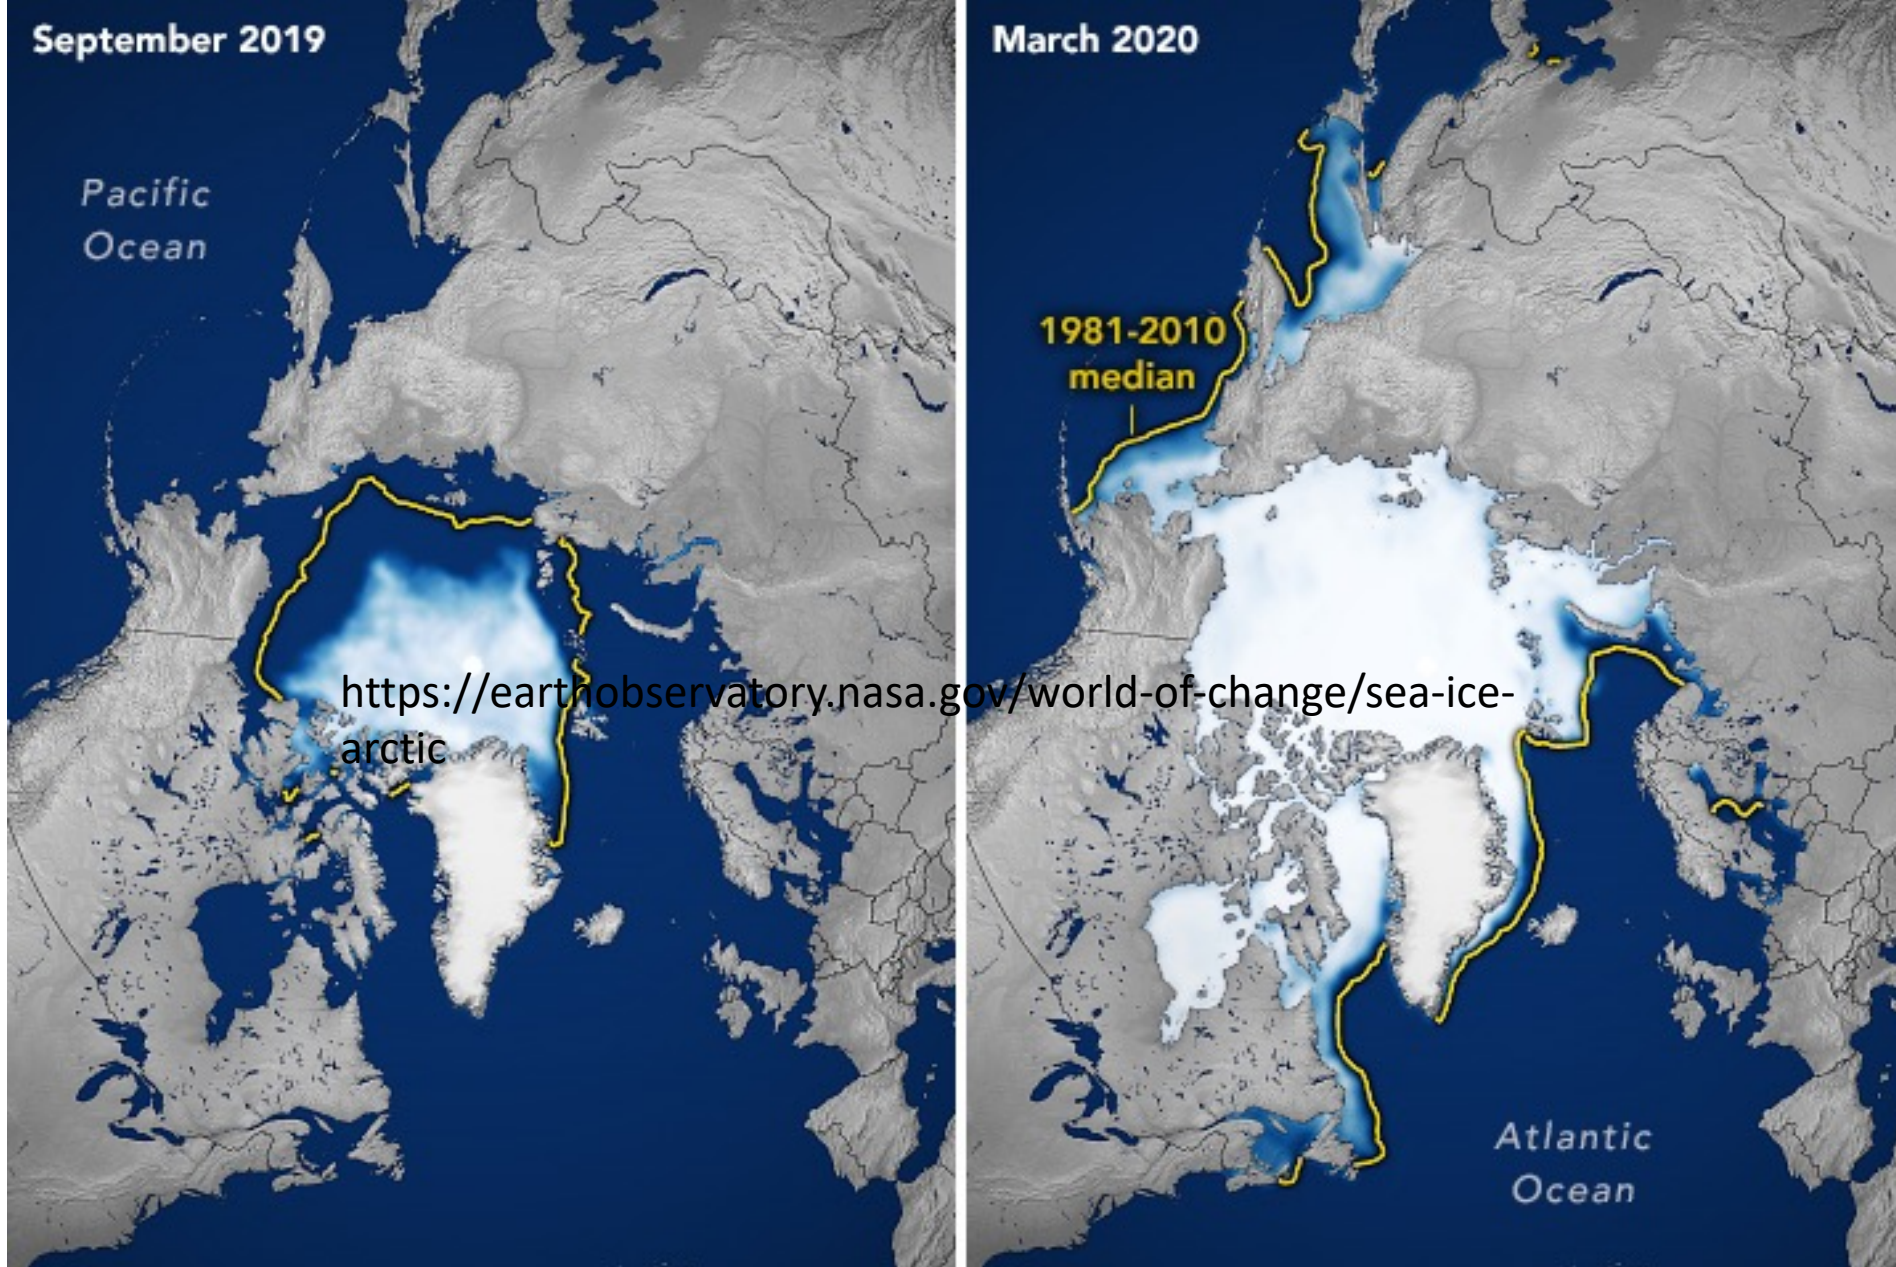 September 2019
March 2020
Pacific
Ocean
1981-2010
median
https://earthobservatory.nasa.gov/world-of-change/sea-ice-
arctic
Atlantic
Ocean